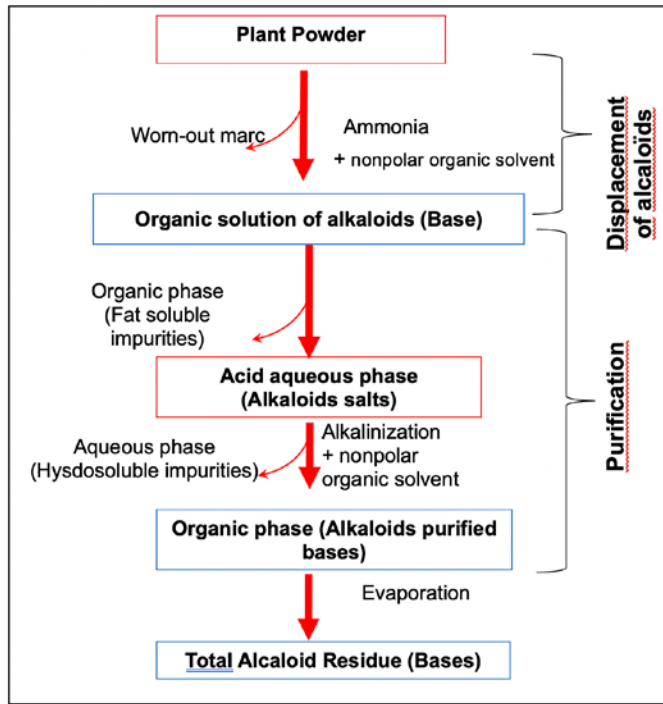 Plant Powder
Worn-out marc
Ammonia
+ nonpolar organic solvent
Displacement
of alcaloïds
Organic solution of alkaloids (Base)
Organic phase
(Fat soluble
impurities)
Acid aqueous phase
(Alkaloids salts)
Purification
Aqueous phase
(Hysdosoluble impurities)
Alkalinization
+ nonpolar
organic solvent
Organic phase (Alkaloids purified
bases)
Evaporation
Total Alcaloid Residue (Bases)